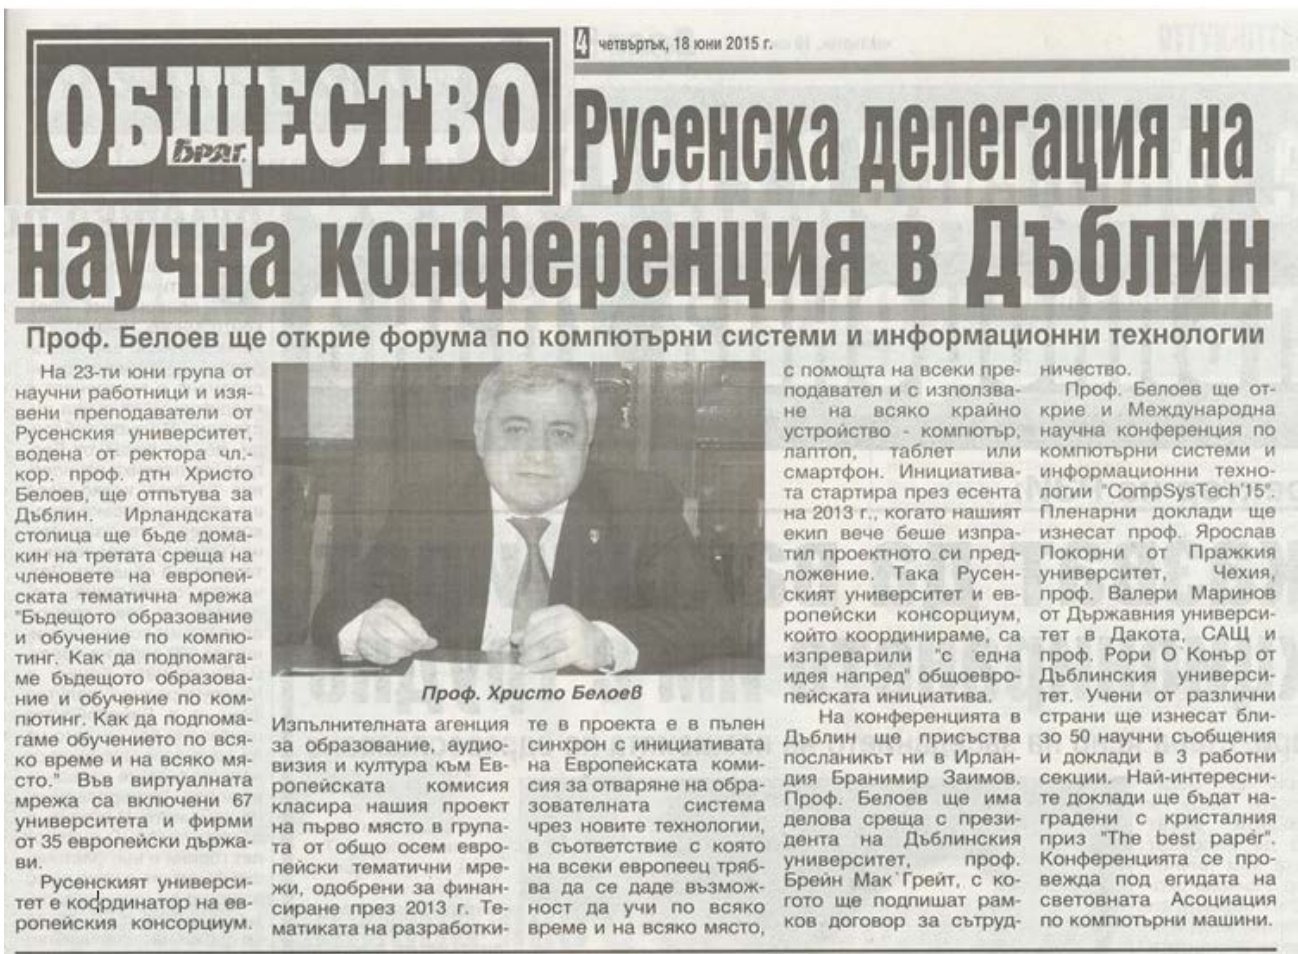 ОБЩЕСТВО
БРЯГ
4 четвъртък, 18 юни 2015 г.
Русенска делегация на
научна конференция в Дъблин
Проф. Белоев ще открие форума по компютърни системи и информационни технологии
На 23-ти юни група от
научни работници и изя-
вени преподаватели от
Русенския университет,
водена от ректора чл.-
кор. проф. дтн Христо
Белоев, ще отпътува за
Дъблин. Ирландската
столица ще бъде дома-
кин на третата среща на
членовете на европей-
ската тематична мрежа
"Бъдещото образование
и обучение по компю-
тинг. Как да подпомага-
ме бъдещото образова-
ние и обучение по ком-
пютинг. Как да подпома-
гаме обучението по вся-
ко време и на всяко мя-
сто." Във виртуалната
мрежа са включени 67
университета и фирми
от 35 европейски държа-
ви.
Русенският универси-
тет е координатор на ев-
ропейския консорциум.
Проф. Христо Белоев
Изпълнителната агенция
за образование, аудио-
визия и култура към Ев-
ропейската комисия
класира нашия проект
на първо място в група-
та от общо осем евро-
пейски тематични мре-
жи, одобрени за финан-
сиране през 2013 г. Те-
матиката на разработки-
те в проекта е в пълен
синхрон с инициативата
на Европейската коми-
сия за отваряне на обра-
зователната система
чрез новите технологии,
в съответствие с която
на всеки европеец тряб-
ва да се даде възмож-
ност да учи по всяко
време и на всяко място,
с помощта на всеки пре-
подавател и с използва-
не на всяко крайно
устройство - компютър,
лаптоп, таблет или
смартфон. Инициатива-
та стартира през есента
на 2013 г., когато нашият
екип вече беше изпра-
тил проектното си пред-
ложение. Така Русен-
ският университет и ев-
ропейски консорциум,
който координираме, са
изпреварили "с една
идея напред" общоевро-
пейската инициатива.
На конференцията в
Дъблин ще присъства
посланикът ни в Ирлан-
дия Бранимир Заимов.
Проф. Белоев ще има
делова среща с прези-
дента на Дъблинския
университет, проф.
Брейн Мак`Грейт, с ко-
гото ще подпишат рам-
ков договор за сътруд-
ничество.
Проф. Белоев ще от-
крие и Международна
научна конференция по
компютърни системи и
информационни техно-
логии "CompSysTech'15".
Пленарни доклади ще
изнесат проф. Ярослав
Покорни от Пражкия
университет, Чехия,
проф. Валери Маринов
от Държавния универси-
тет в Дакота, САЩ и
проф. Рори О`Конър от
Дъблинския универси-
тет. Учени от различни
страни ще изнесат бли-
зо 50 научни съобщения
и доклади в 3 работни
секции. Най-интересни-
те доклади ще бъдат на-
градени с кристалния
приз "The best papér".
Конференцията се про-
вежда под егидата на
световната Асоциация
по компютърни машини.